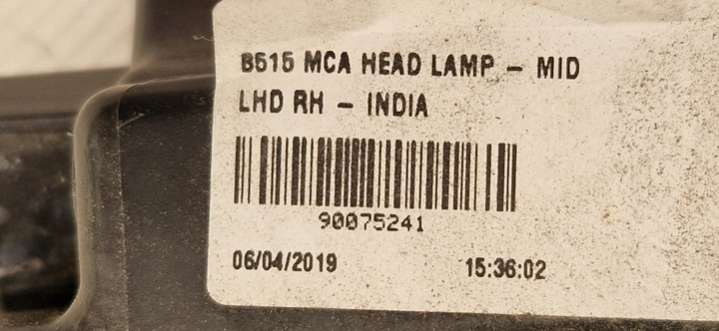 B515 MCA HEAD LAMP - MID
LHD RH - INDIA
90075241
06/04/2019 15:36:02